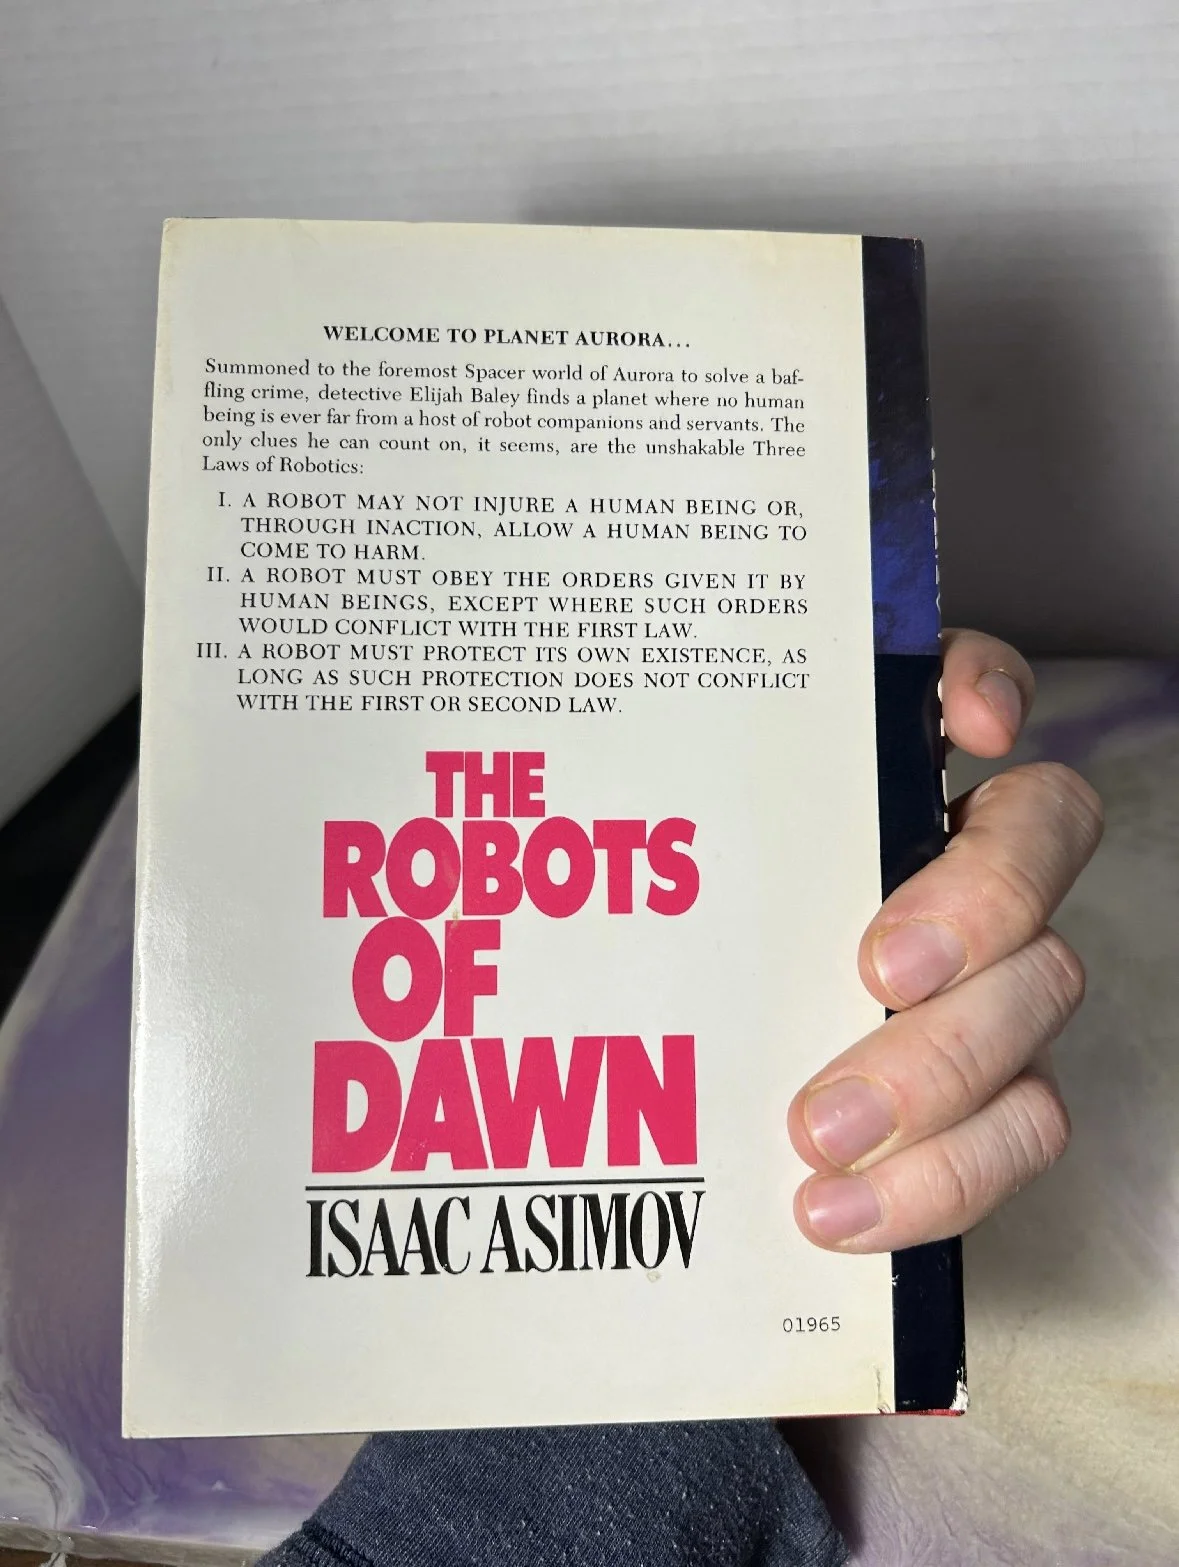 WELCOME TO PLANET AURORA...
Summoned to the foremost Spacer world of Aurora to solve a baf-
fling crime, detective Elijah Baley finds a planet where no human
being is ever far from a host of robot companions and servants. The
only clues he can count on, it seems, are the unshakable Three
Laws of Robotics:
I. A ROBOT MAY NOT INJURE A HUMAN BEING OR,
THROUGH INACTION, ALLOW A HUMAN BEING TO
COME TO HARM.
II. A ROBOT MUST OBEY THE ORDERS GIVEN IT BY
HUMAN BEINGS, EXCEPT WHERE SUCH ORDERS
WOULD CONFLICT WITH THE FIRST LAW.
III. A ROBOT MUST PROTECT ITS OWN EXISTENCE, AS
LONG AS SUCH PROTECTION DOES NOT CONFLICT
WITH THE FIRST OR SECOND LAW.
THE
ROBOTS
OF
DAWN
ISAAC ASIMOV
01965